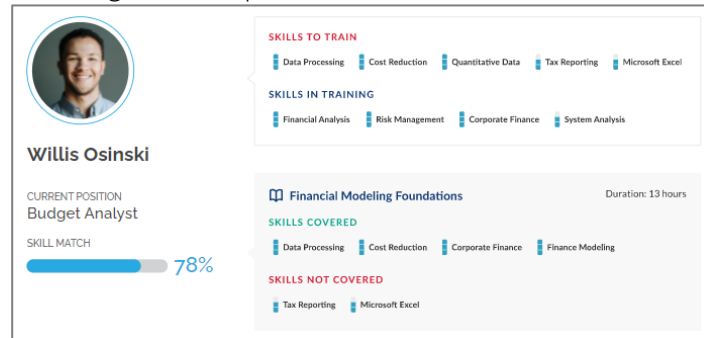 SKILLS TO TRAIN
Data Processing Cost Reduction Quantitative Data Tax Reporting Microsoft Excel
SKILLS IN TRAINING
Financial Analysis Risk Management Corporate Finance System Analysis
Willis Osinski
CURRENT POSITION
Budget Analyst
SKILL MATCH
78%
Financial Modeling Foundations Duration: 13 hours
SKILLS COVERED
Data Processing Cost Reduction Corporate Finance Finance Modeling
SKILLS NOT COVERED
Tax Reporting Microsoft Excel